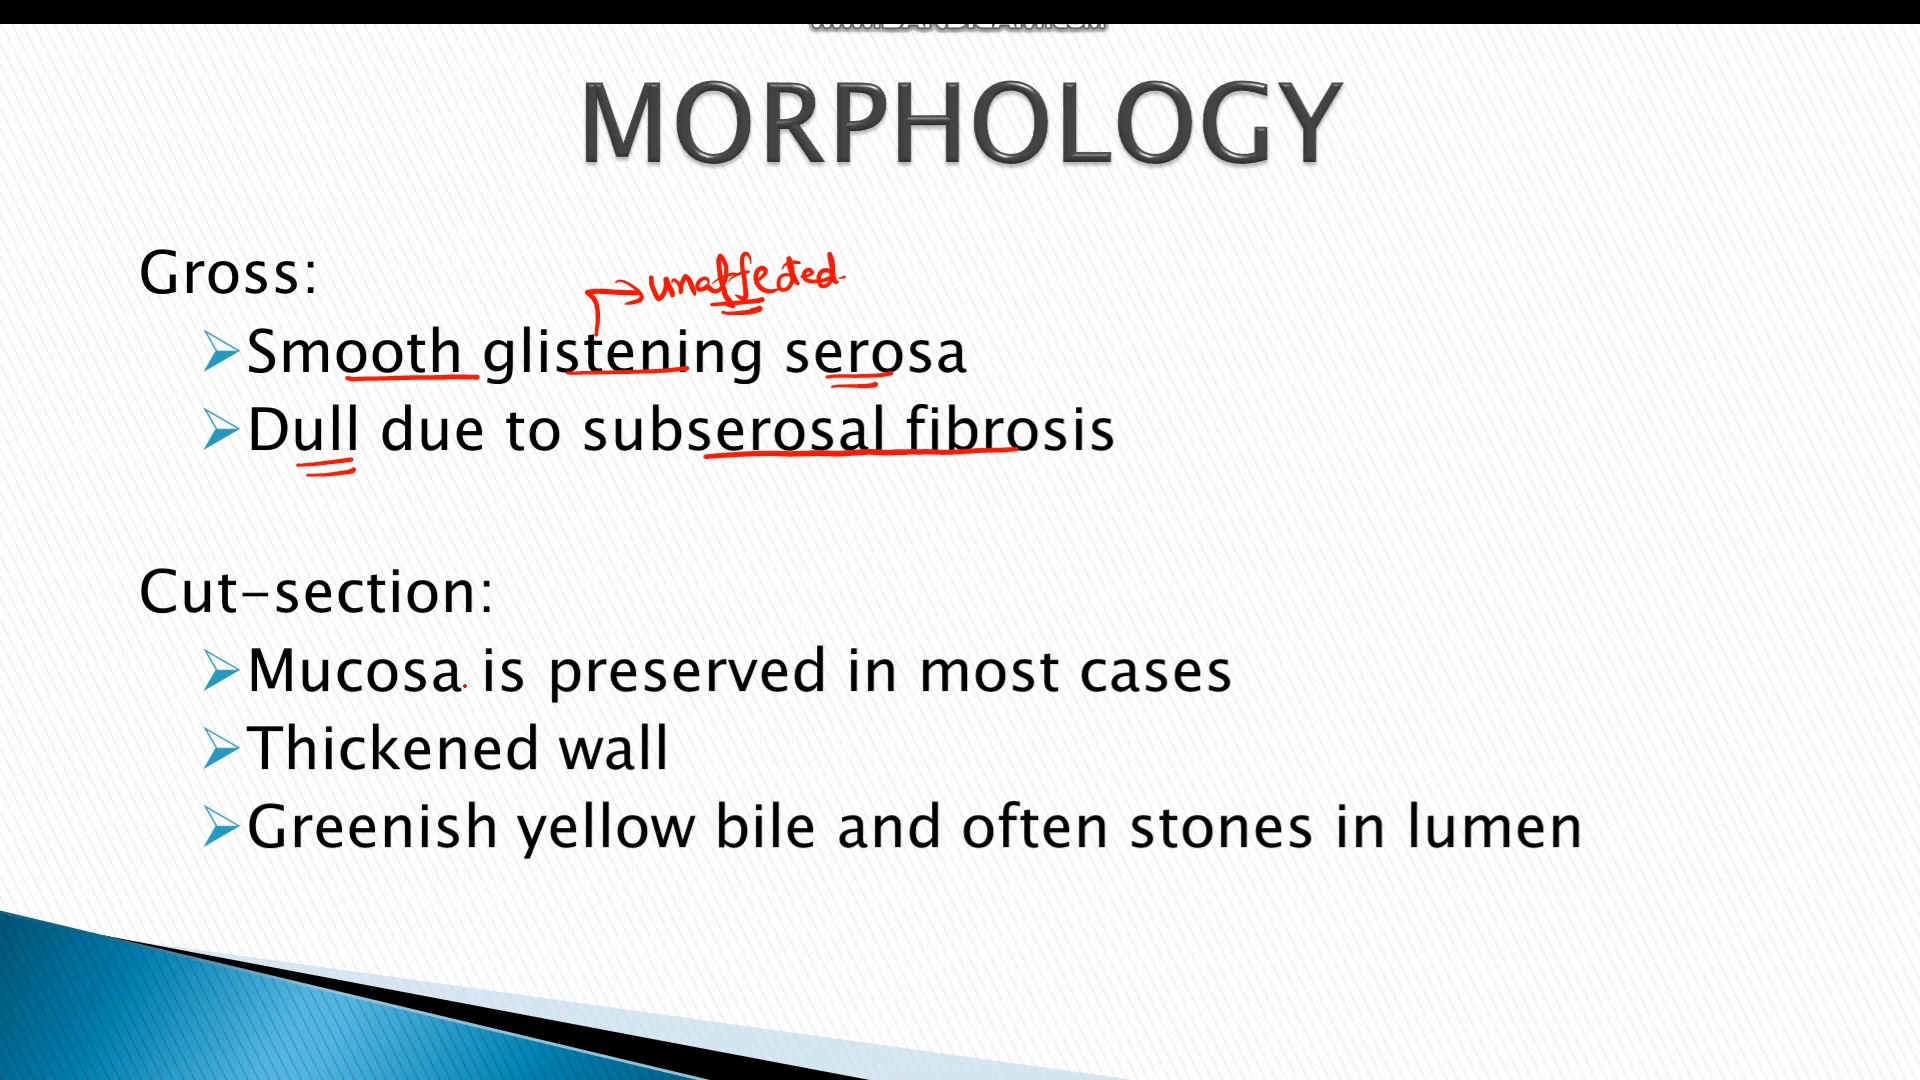 MORPHOLOGY
Gross:
unaffected
Smooth glistening serosa
Dull due to subserosal fibrosis
Cut-section:
Mucosa is preserved in most cases
Thickened wall
Greenish yellow bile and often stones in lumen